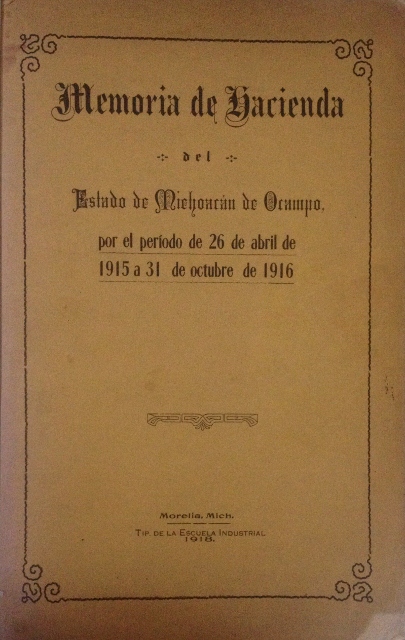 Memoria de Hacienda
del
Estado de Michoacán de Ocampo,
por el período de 26 de abril de
1915 a 31 de octubre de 1916
Morelia, Mich.
Tip. de la Escuela Industrial
1918.